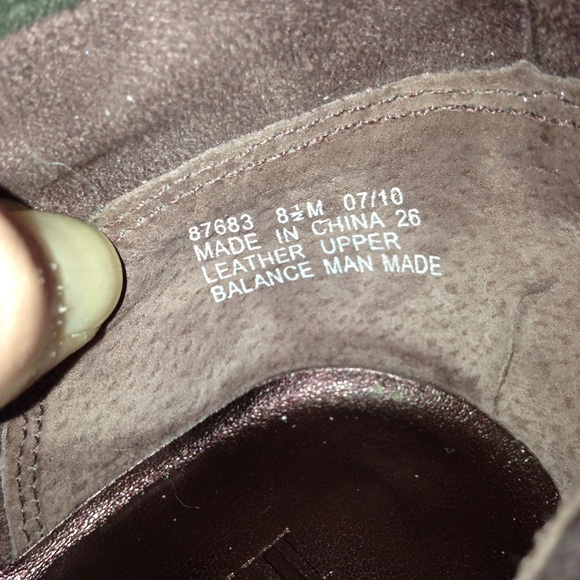 87683 8½M 07/10
MADE IN CHINA 26
LEATHER UPPER
BALANCE MAN MADE